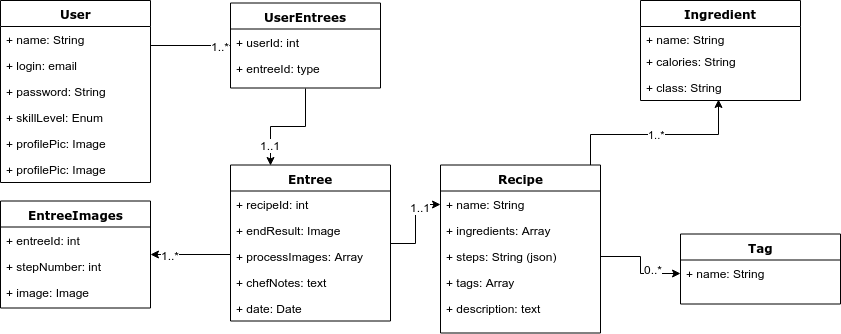 User
+ name: String
+ login: email
+ password: String
+ skillLevel: Enum
+ profilePic: Image
+ profilePic: Image
1..*
UserEntrees
+ userId: int
+ entreeId: type
1..1
EntreeImages
+ entreeId: int
+ stepNumber: int
+ image: Image
1..*
Entree
+ recipeId: int
+ endResult: Image
+ processImages: Array
+ chefNotes: text
+ date: Date
1..1
Recipe
+ name: String
+ ingredients: Array
+ steps: String (json)
+ tags: Array
+ description: text
1..*
Ingredient
+ name: String
+ calories: String
+ class: String
0..*
Tag
+ name: String